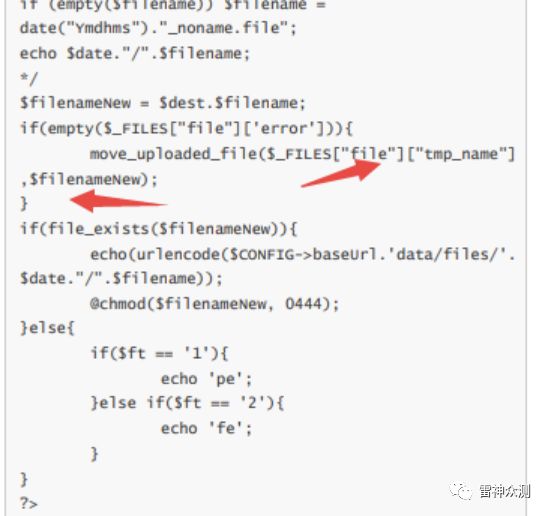 if (empty($filename)) $filename =
date("Ymdhms")."_noname.file";
echo $date."/".$filename;
*/
$filenameNew = $dest.$filename;
if(empty($_FILES["file"]['error'])){
move_uploaded_file($_FILES["file"]["tmp_name"]
,$filenameNew);
}
if(file_exists($filenameNew)){
echo(urlencode($CONFIG->baseUrl.'data/files/'.
$date."/".$filename));
@chmod($filenameNew, 0444);
}else{
if($ft == '1'){
echo 'pe';
}else if($ft == '2'){
echo 'fe';
}
}
?>
雷神众测